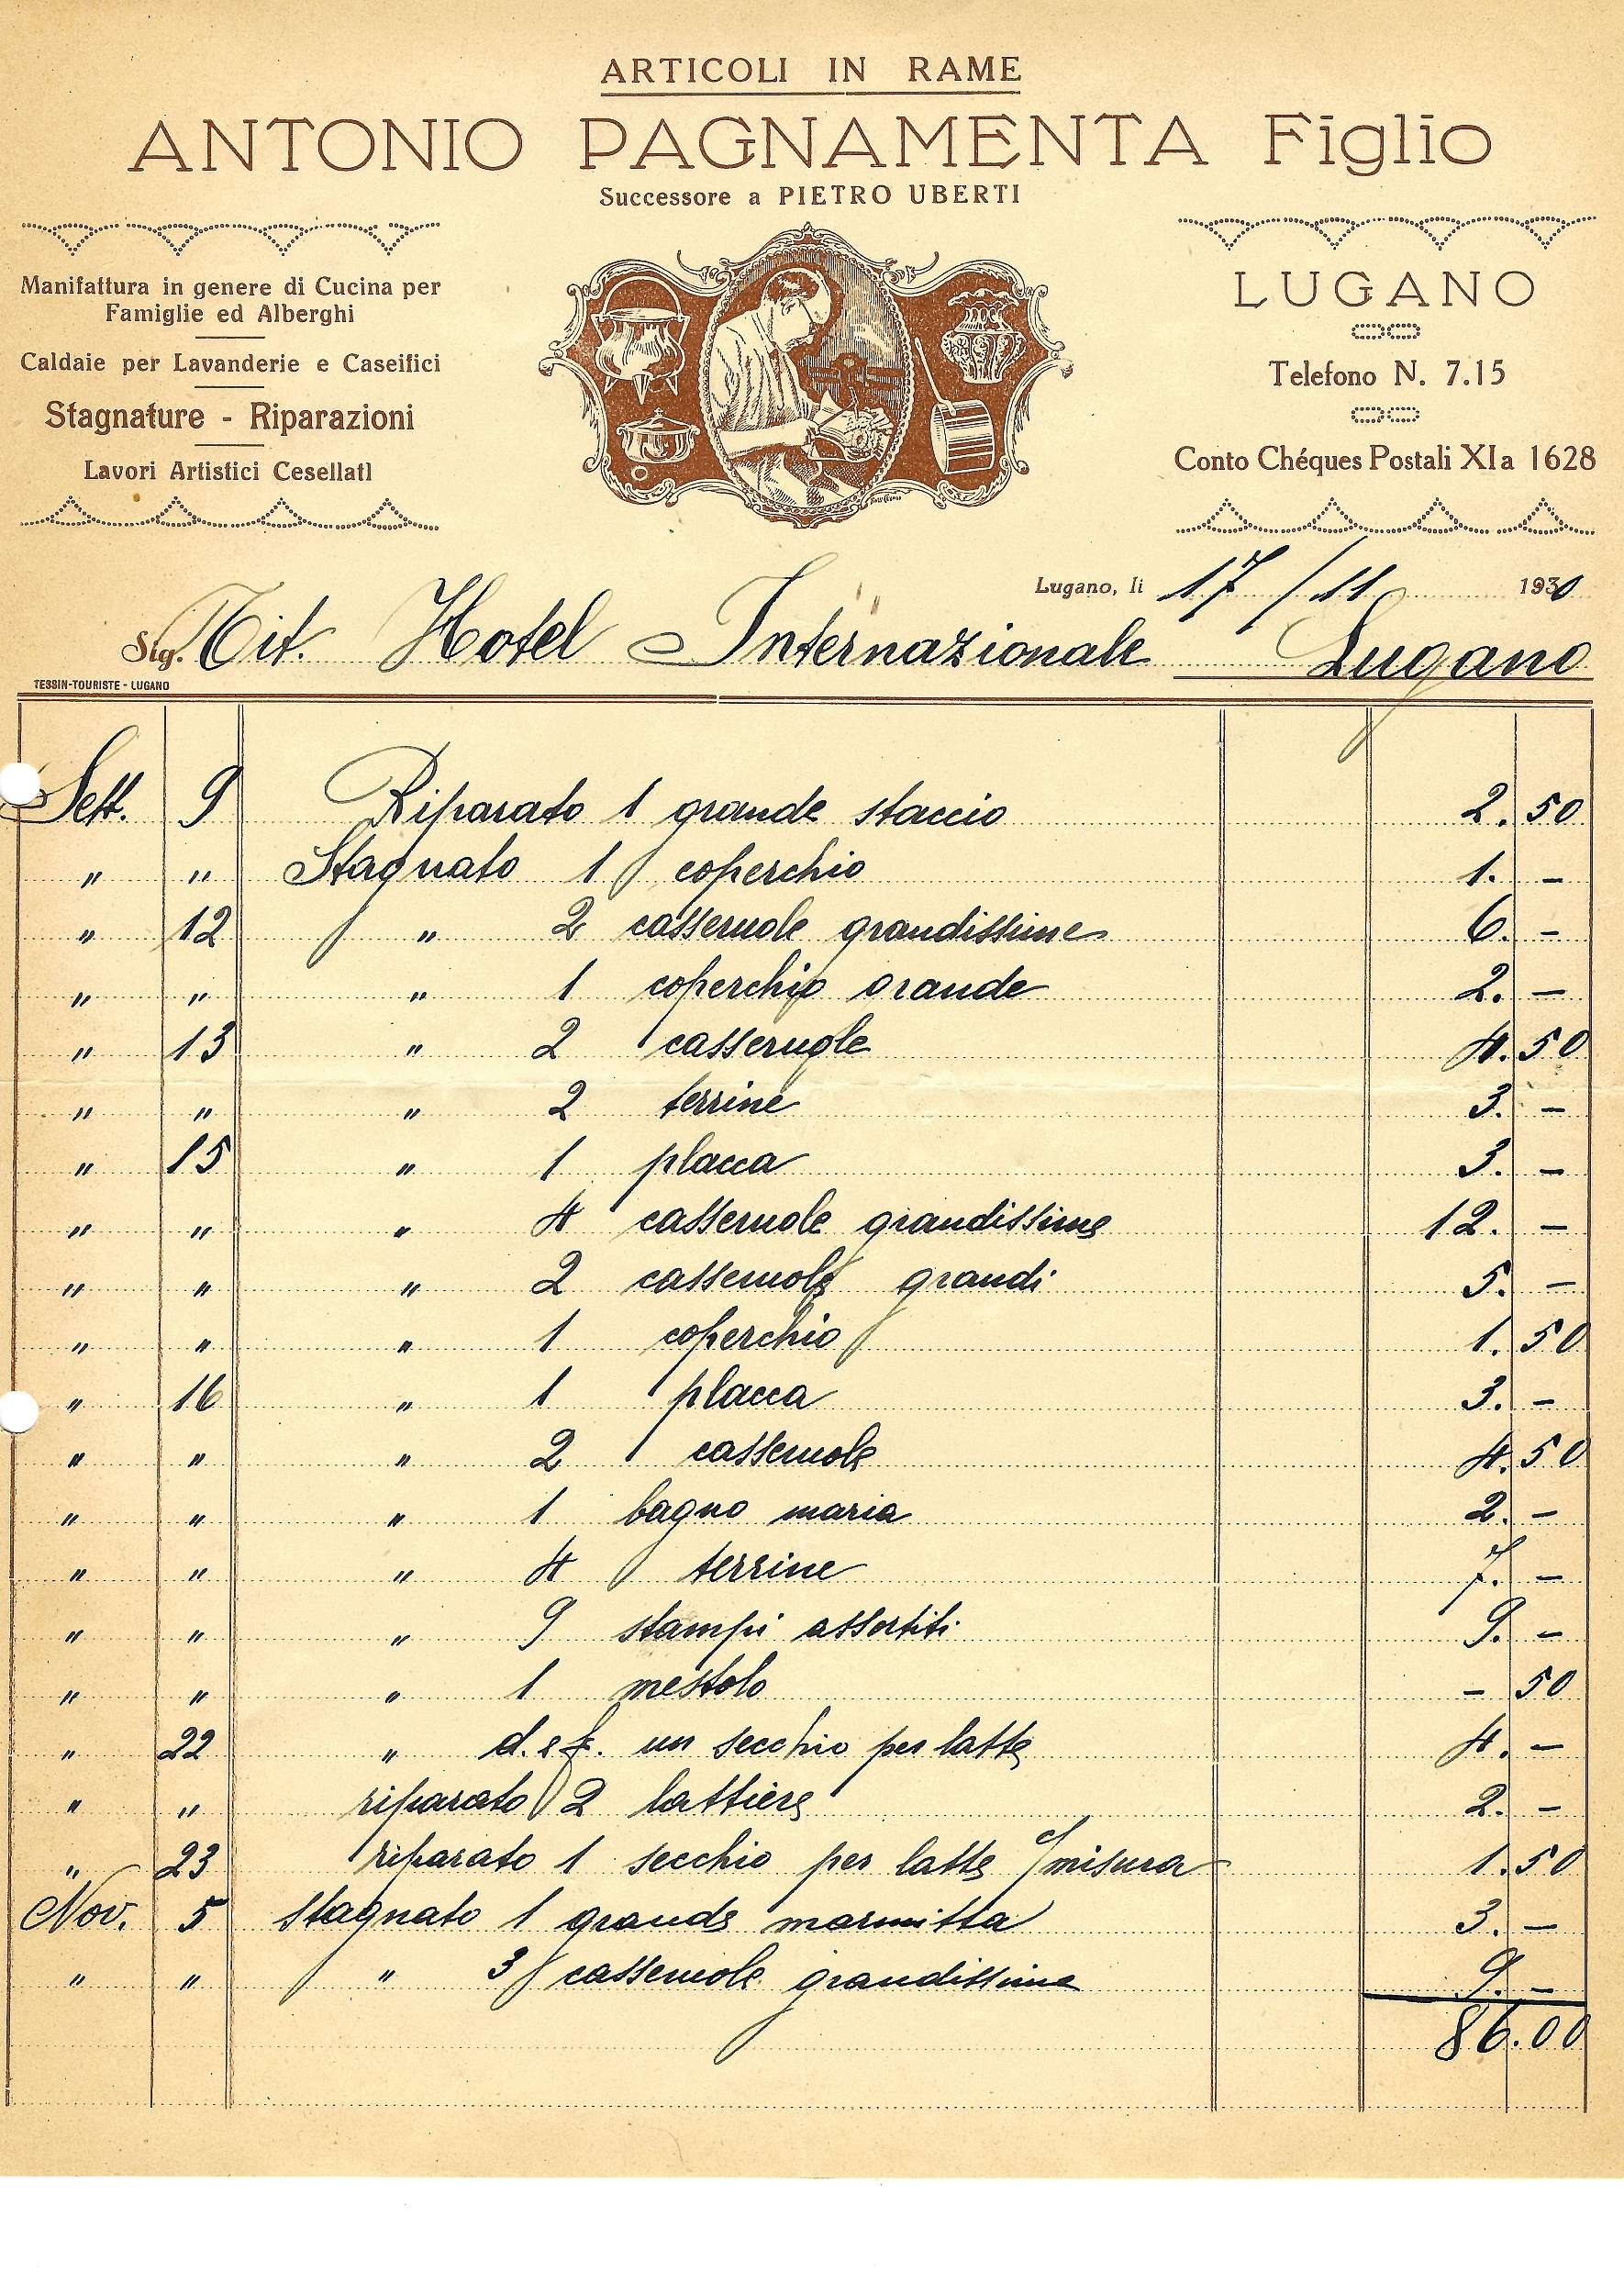 ARTICOLI IN RAME
ANTONIO PAGNAMENTA Figlio
Successore a PIETRO UBERTI
Manifattura in genere di Cucina per
Famiglie ed Alberghi
Caldaie per Lavanderie e Caseifici
Stagnature - Riparazioni
Lavori Artistici Cesellati
LUGANO
Telefono N. 7.15
Conto Chéques Postali XIa 1628
Lugano, li 17/11 1930
Sig. Tit. Hotel Internazionale Lugano
TESSIN-TOURISTE - LUGANO
Sett. 9 Riparato 1 grande staccio 2.50
" " Stagnato 1 coperchio 1. -
" 12 " 2 casseruole grandissime 6. -
" " " 1 coperchio grande 2. -
" 13 " 2 casseruole 4.50
" " " 2 terrine 3. -
" 15 " 1 placca 3. -
" " " 4 casseruole grandissime 12. -
" " " 2 casseruole grandi 5. -
" " " 1 coperchio 1.50
" 16 " 1 placca 3. -
" " " 2 casseruole 4.50
" " " 1 bagno maria 2. -
" " " 4 terrine 7. -
" " " 9 stampi assortiti 9. -
" " " 1 mestolo - 50
" 22 " d. e f. un secchio per latte 4. -
" " riparato 2 lattiere 2. -
" 23 riparato 1 secchio per latte c/misura 1.50
Nov. 5 stagnato 1 grande marmitta 3. -
" " " 3 casseruole grandissime 9. -
86.00